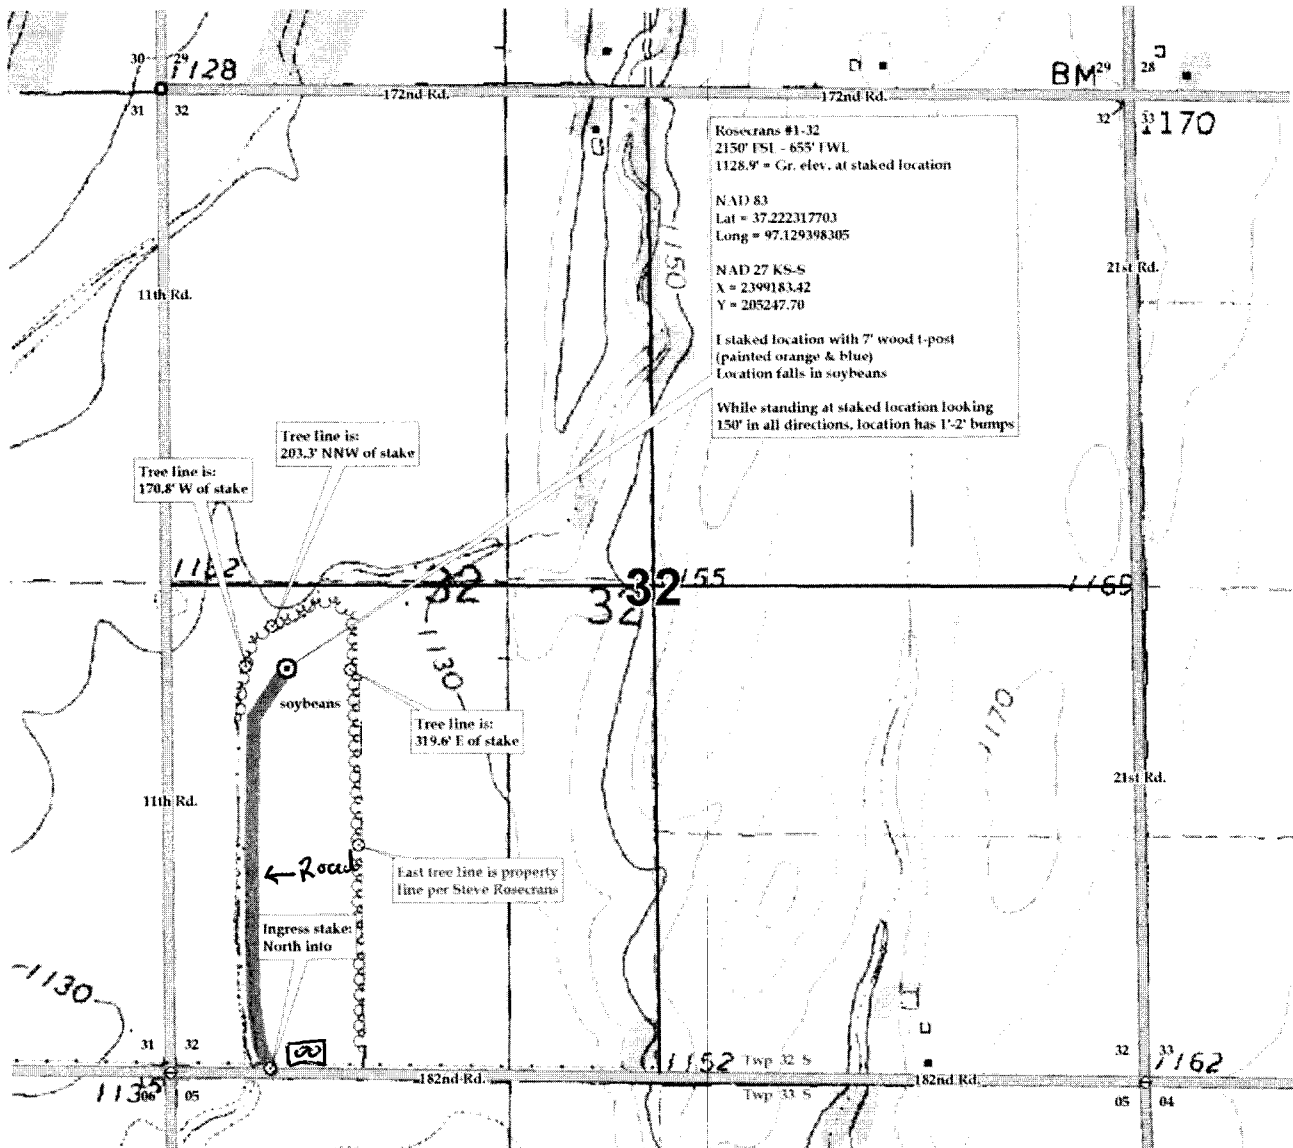 30 29
1128
31 32
172nd Rd.
172nd Rd.
BM
29 28
32 33
1170
Rosecrans #1-32
2150' FSL - 655' FWL
1128.9' = Gr. elev. at staked location
NAD 83
Lat = 37.222317703
Long = 97.129398305
NAD 27 KS-S
X = 2399183.42
Y = 205247.70
I staked location with 7' wood t-post
(painted orange & blue)
Location falls in soybeans
While standing at staked location looking
150' in all directions, location has 1'-2' bumps
1150
11th Rd.
21st Rd.
Tree line is:
203.3' NNW of stake
Tree line is:
170.8' W of stake
32
32
32
1155
1130
soybeans
Tree line is:
319.6' E of stake
1170
11th Rd.
21st Rd.
← Road
East tree line is property
line per Steve Rosecrans
Ingress stake:
North into
1130
31 32
1152
Twp 32 S
32 33
1162
182nd Rd.
182nd Rd.
Twp 33 S
06 05
05 04